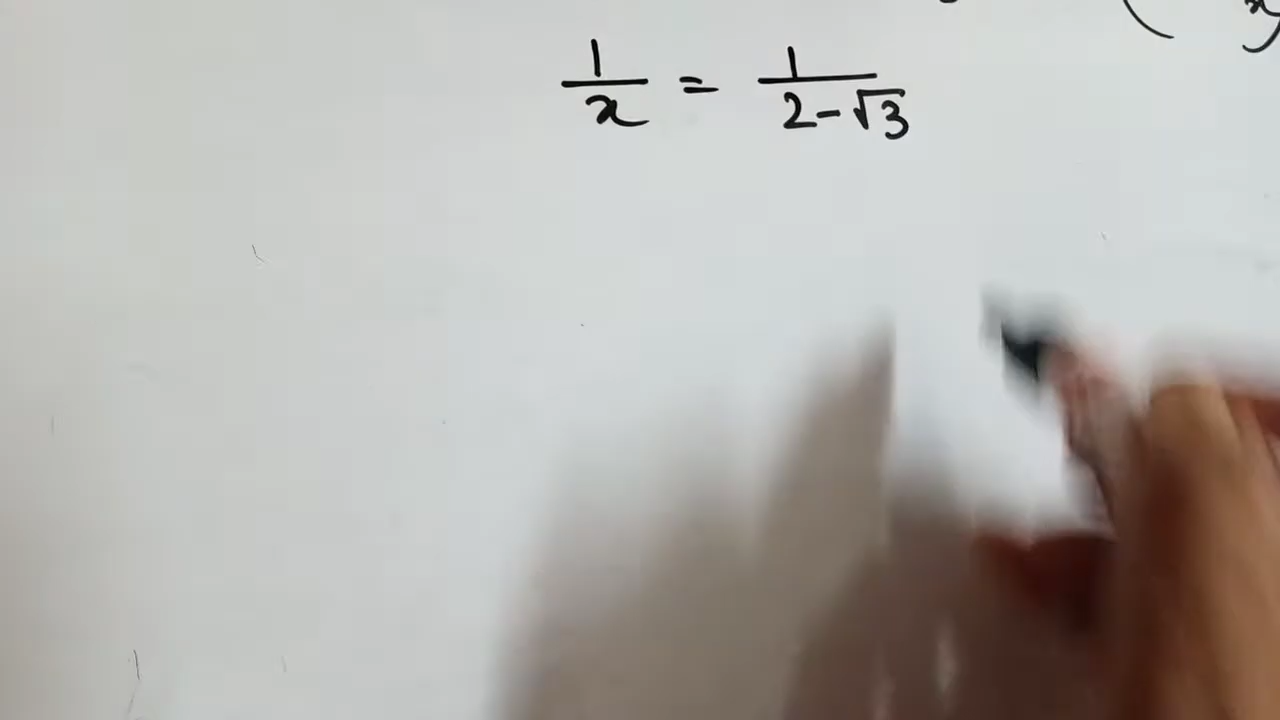 1/x = 1/(2-√3)